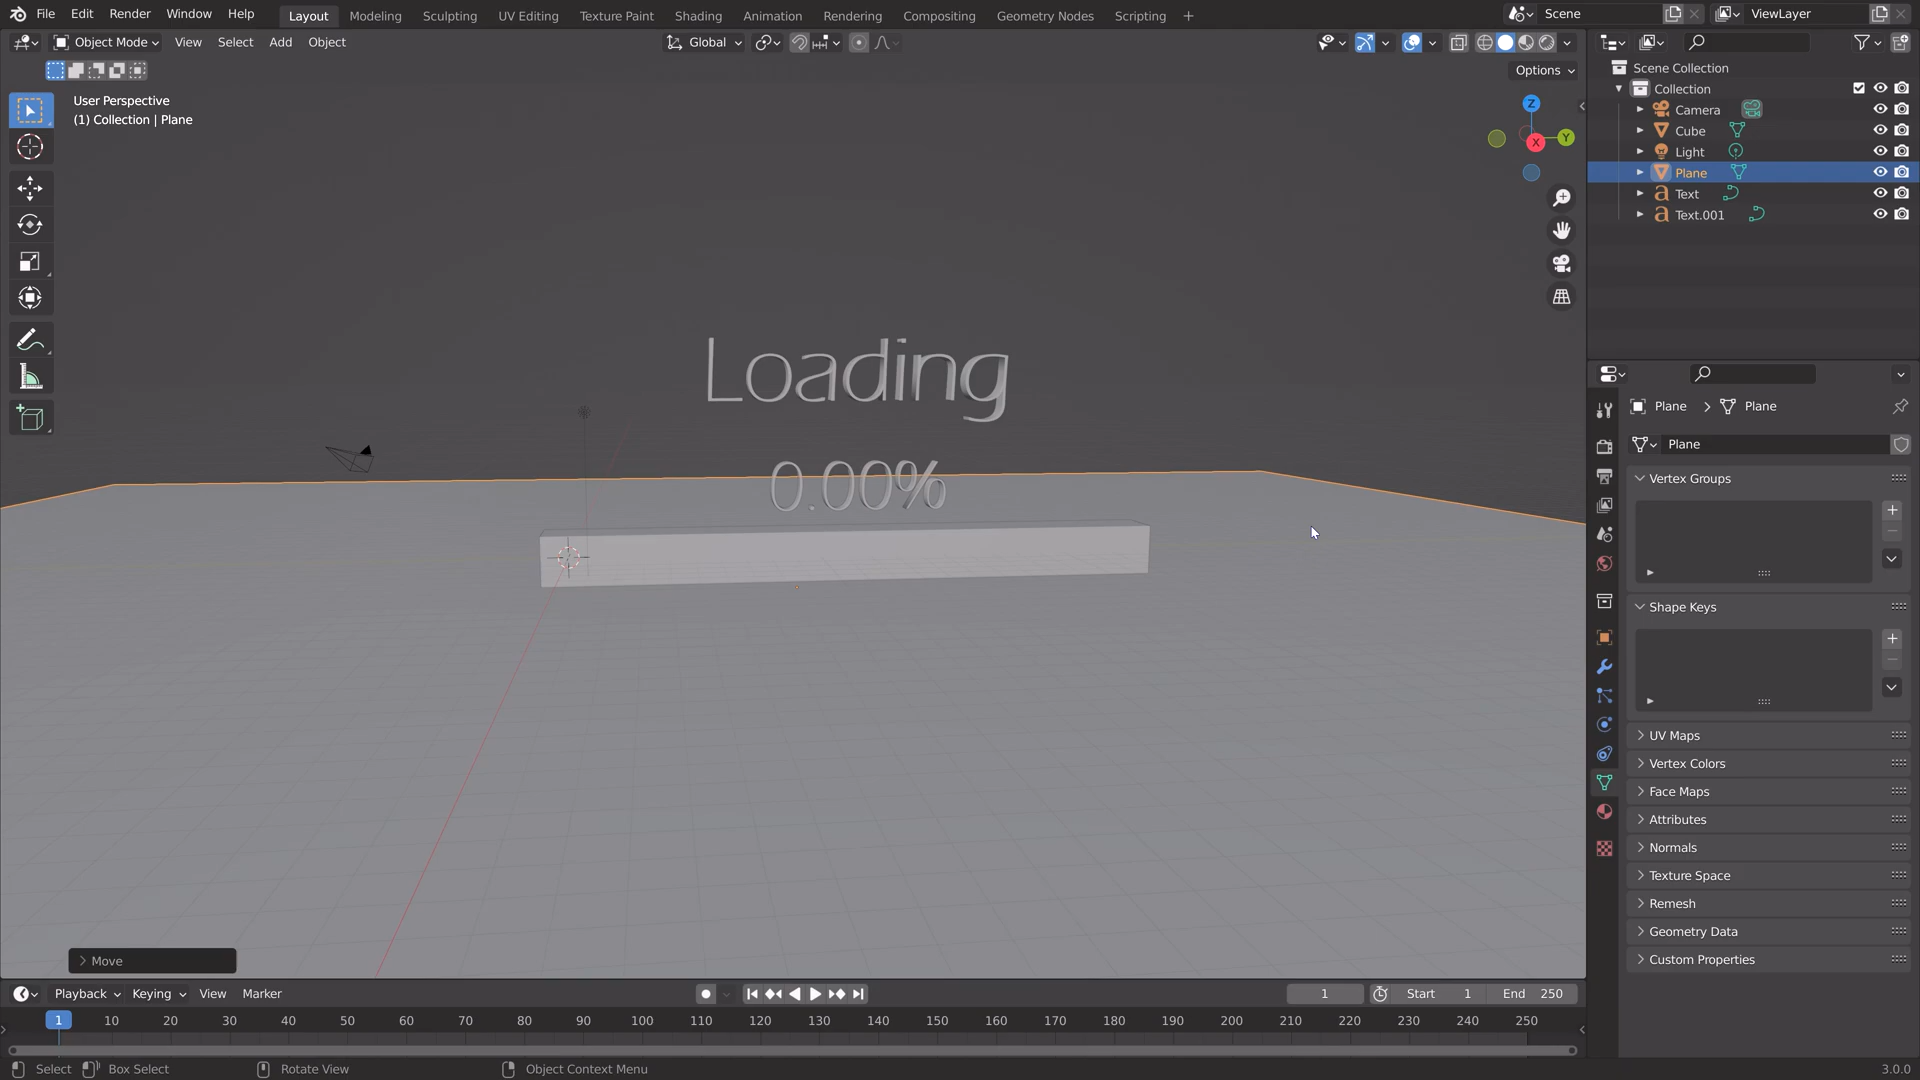 File Edit Render Window Help Layout Modeling Sculpting UV Editing Texture Paint Shading Animation Rendering Compositing Geometry Nodes Scripting + Scene ViewLayer
Object Mode View Select Add Object Global
Options
User Perspective
(1) Collection | Plane
Z
Y
X
Scene Collection
Collection
Camera
Cube
Light
Plane
Text
Text.001
Loading
0.00%
Plane > Plane
Plane
Vertex Groups
Shape Keys
UV Maps
Vertex Colors
Face Maps
Attributes
Normals
Texture Space
Remesh
Geometry Data
Custom Properties
Move
Playback Keying View Marker 1 Start 1 End 250
1 10 20 30 40 50 60 70 80 90 100 110 120 130 140 150 160 170 180 190 200 210 220 230 240 250
Select Box Select Rotate View Object Context Menu 3.0.0